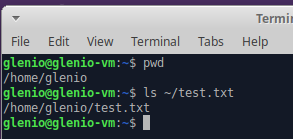 Termin
File Edit View Terminal Tabs Help
glenio@glenio-vm:~$ pwd
/home/glenio
glenio@glenio-vm:~$ ls ~/test.txt
/home/glenio/test.txt
glenio@glenio-vm:~$